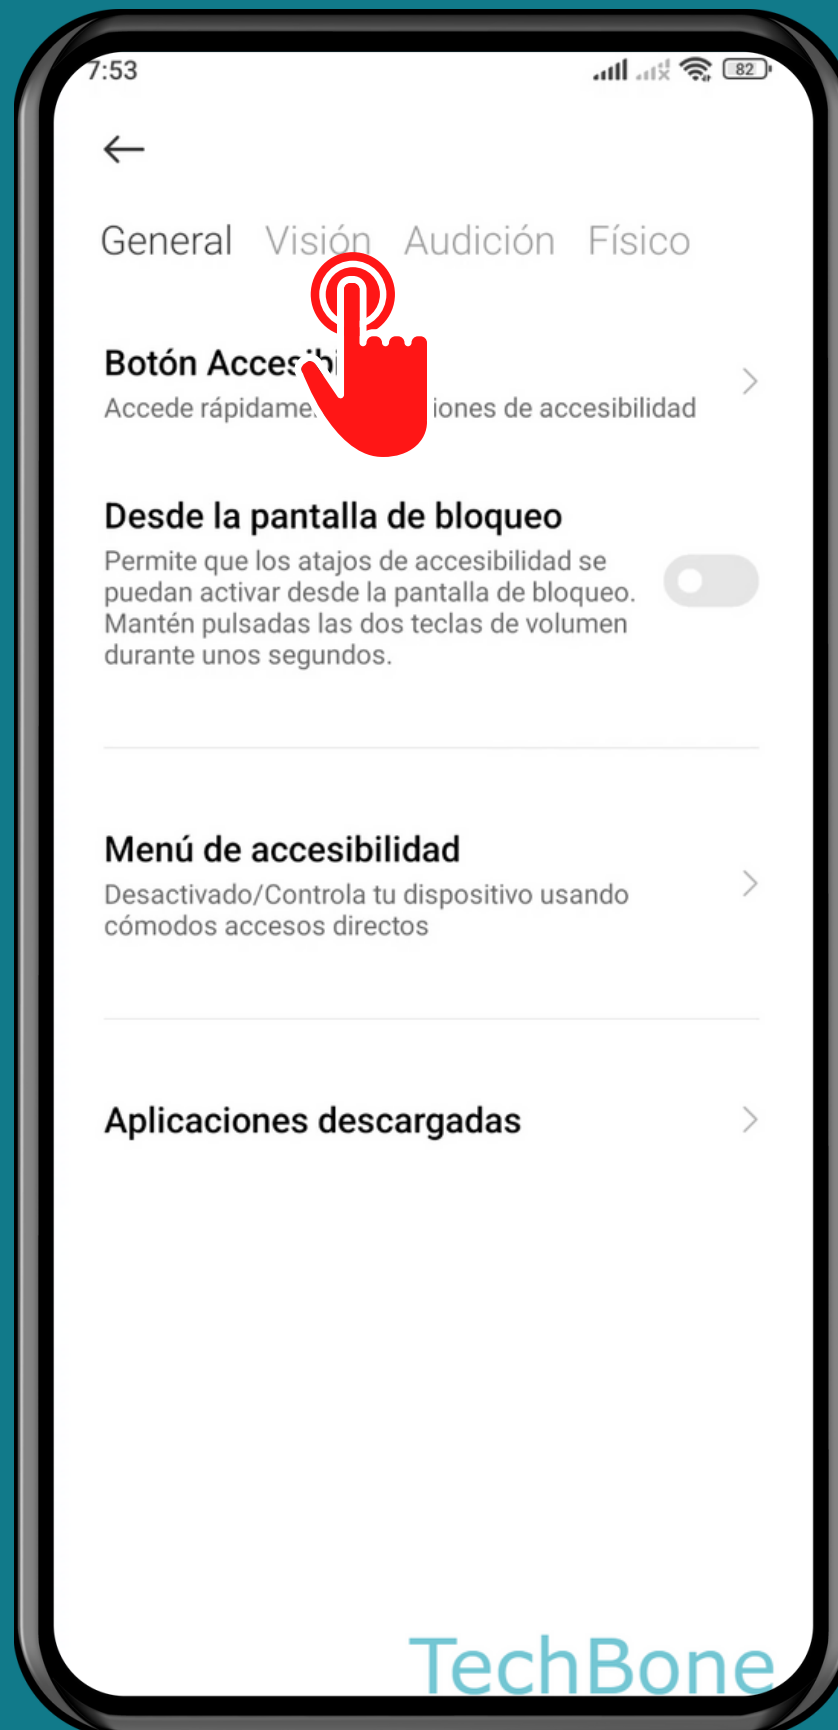 7:53
82
General Visión Audición Físico
Botón
Accede iones de accesibilidad
Desde la pantalla de bloqueo
Permite que los atajos de accesibilidad se
puedan activar desde la pantalla de bloqueo.
Mantén pulsadas las dos teclas de volumen
durante unos segundos.
Menú de accesibilidad
Desactivado/Controla tu dispositivo usando
cómodos accesos directos
Aplicaciones descargadas
TechBone